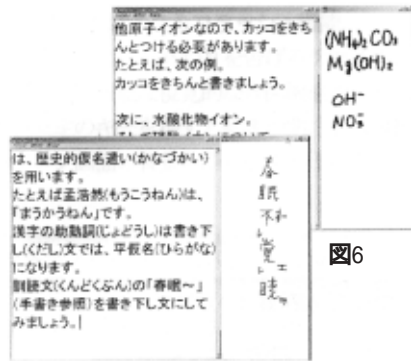 他原子イオンなので、カッコをきち
んとつける必要があります。
たとえば、次の例。
カッコをきちんと書きましょう。
次に、水酸化物イオン。
(NH₄)₂CO₃
Mg(OH)₂
OH⁻
NO₃⁻
は、歴史的仮名遣い(かなづかい)
を用います。
たとえば孟浩然(もうこうねん)は、
「まうかうねん」です。
漢字の助動詞(じょどうし)は書き下
し(くだし)文では、平仮名(ひらがな)
になります。
訓読文(くんどくぶん)の「春眠～」
(手書き参照)を書き下し文にして
みましょう。
春眠不レ覚レ暁
図6